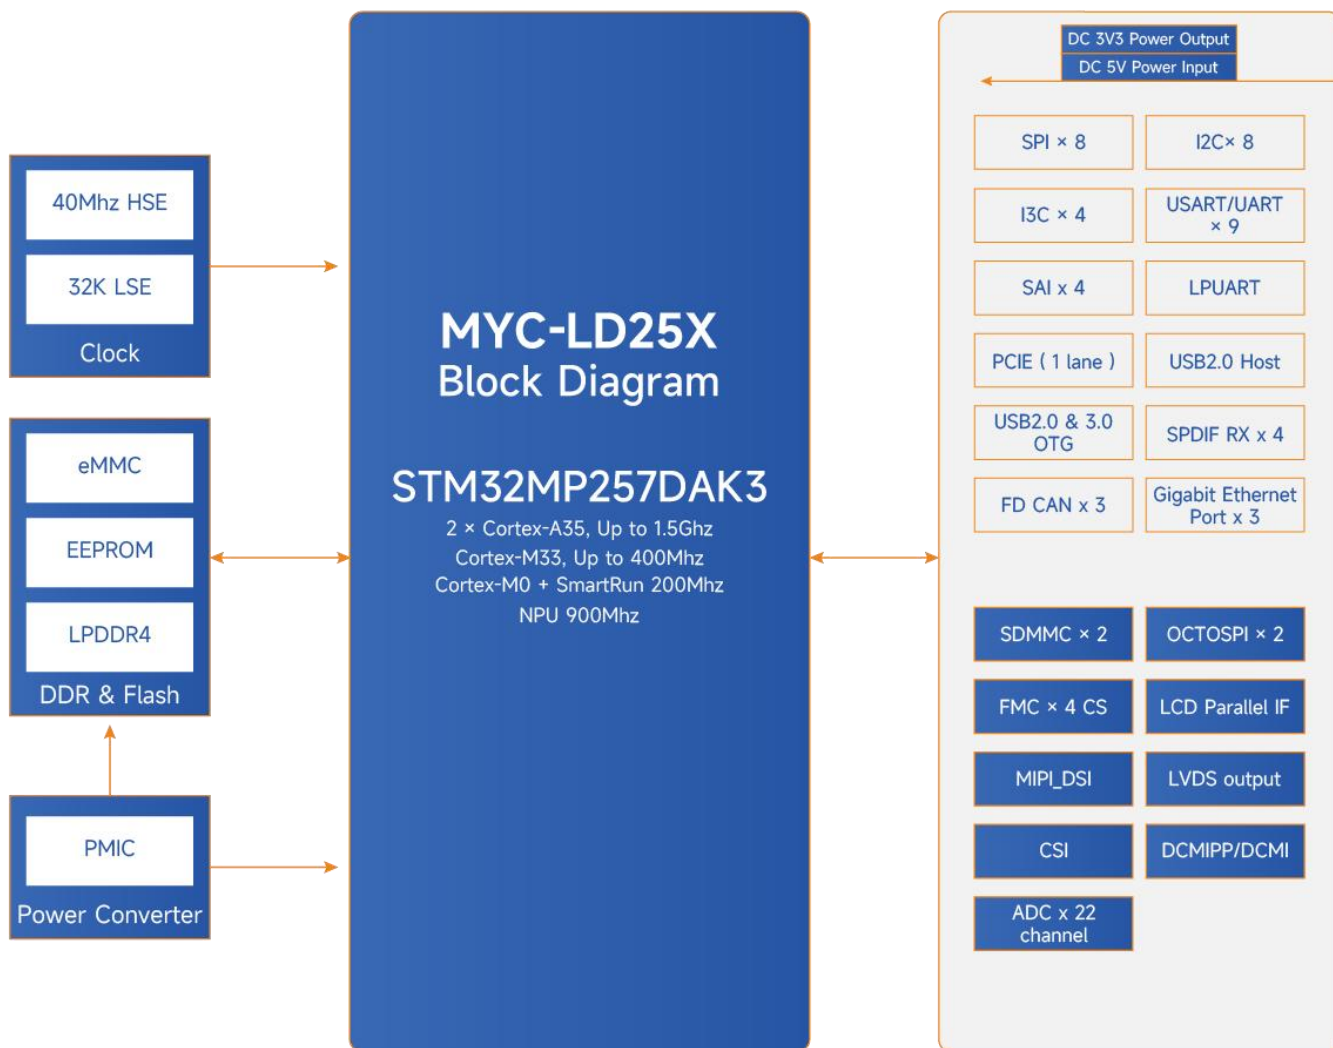 40Mhz HSE
32K LSE
Clock
eMMC
EEPROM
LPDDR4
DDR & Flash
PMIC
Power Converter
MYC-LD25X
Block Diagram
STM32MP257DAK3
2 × Cortex-A35, Up to 1.5Ghz
Cortex-M33, Up to 400Mhz
Cortex-M0 + SmartRun 200Mhz
NPU 900Mhz
DC 3V3 Power Output
DC 5V Power Input
SPI × 8
I2C× 8
I3C × 4
USART/UART
× 9
SAI x 4
LPUART
PCIE ( 1 lane )
USB2.0 Host
USB2.0 & 3.0
OTG
SPDIF RX x 4
FD CAN x 3
Gigabit Ethernet
Port x 3
SDMMC × 2
OCTOSPI × 2
FMC × 4 CS
LCD Parallel IF
MIPI_DSI
LVDS output
CSI
DCMIPP/DCMI
ADC x 22
channel